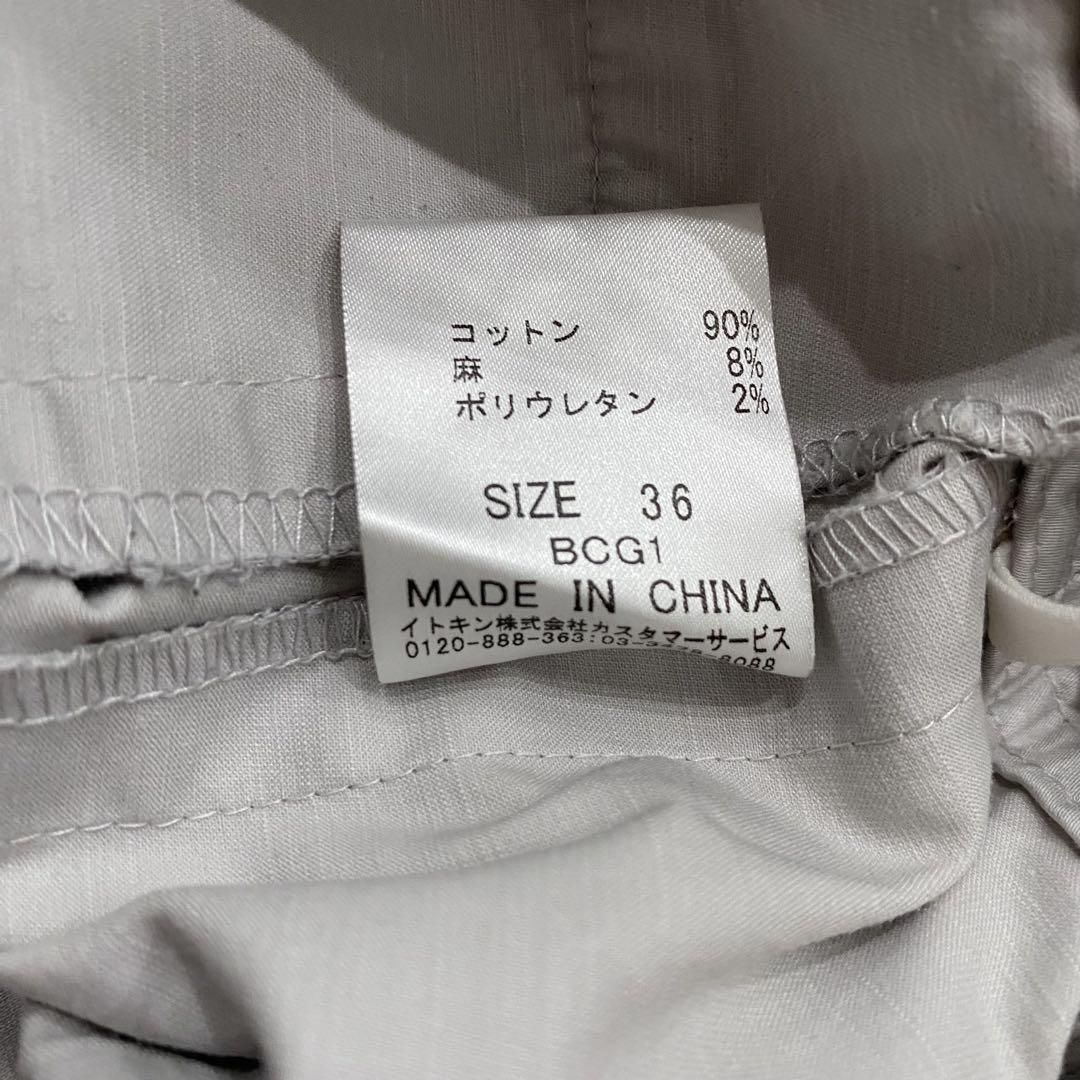 コットン 90%
麻 8%
ポリウレタン 2%
SIZE 36
BCG1
MADE IN CHINA
イトキン株式会社カスタマーサービス
0120-888-363: